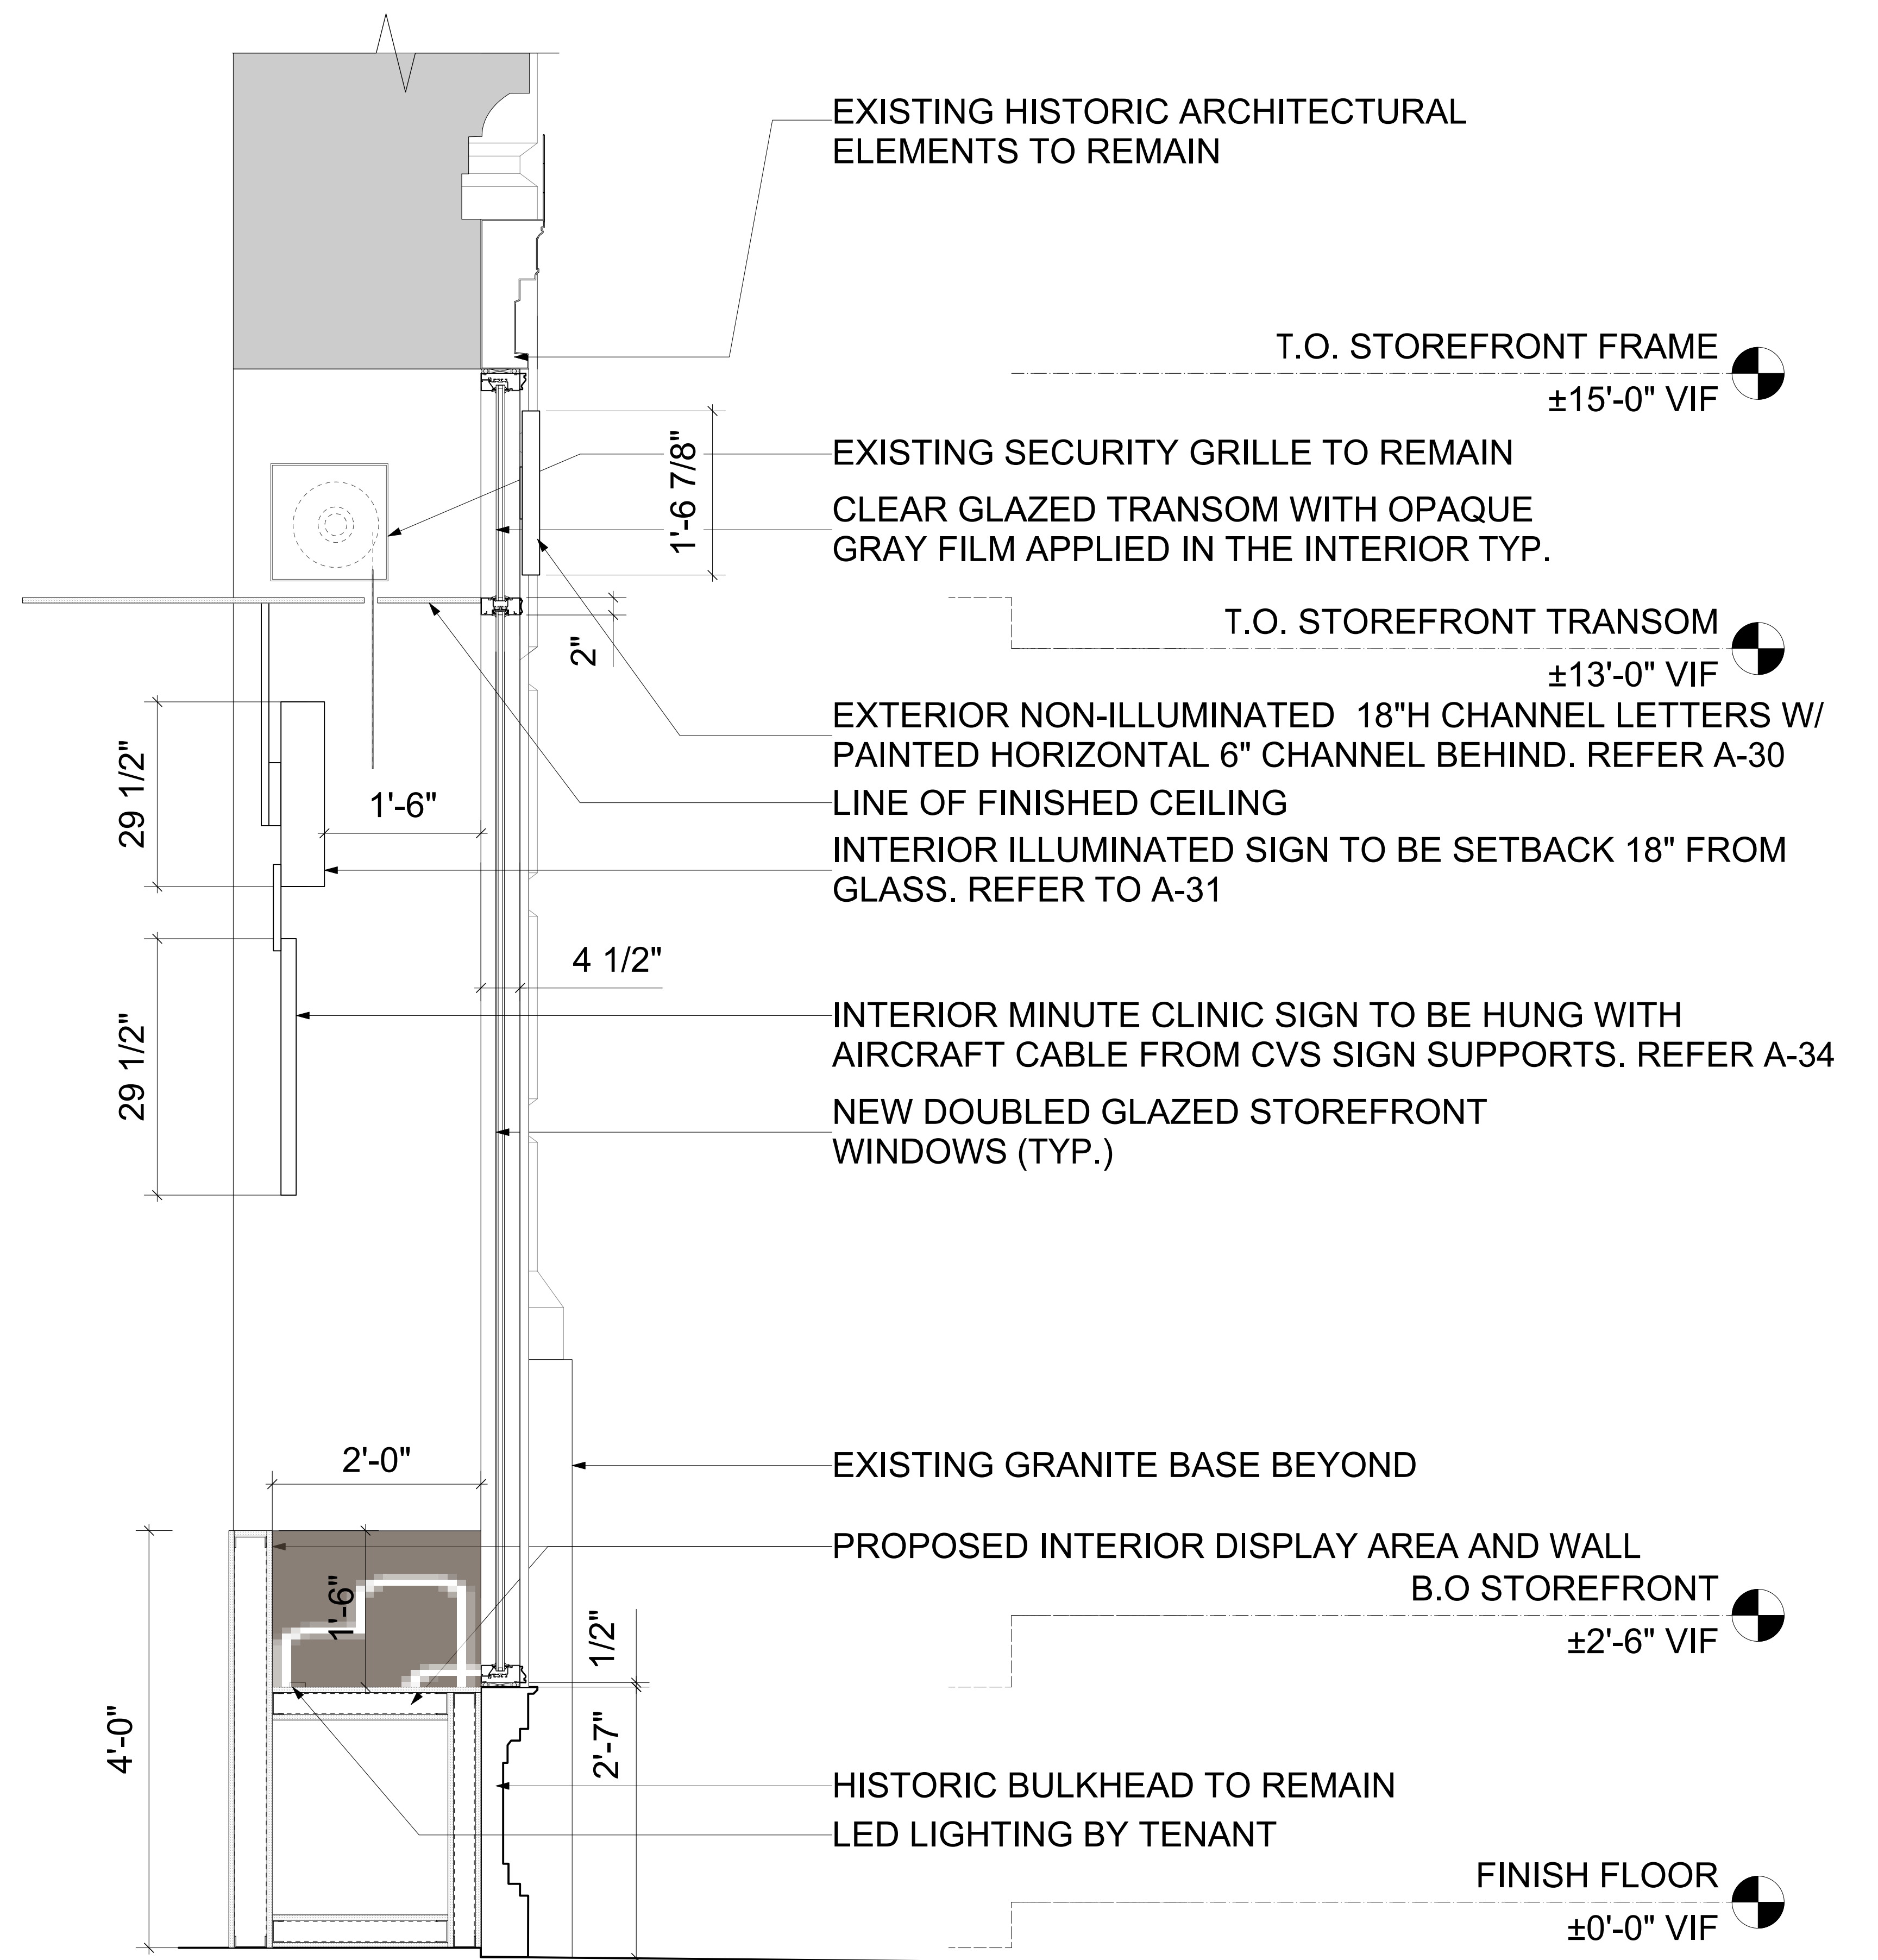 EXISTING HISTORIC ARCHITECTURAL
ELEMENTS TO REMAIN
T.O. STOREFRONT FRAME
±15'-0" VIF
1'-6 7/8"
EXISTING SECURITY GRILLE TO REMAIN
CLEAR GLAZED TRANSOM WITH OPAQUE
GRAY FILM APPLIED IN THE INTERIOR TYP.
T.O. STOREFRONT TRANSOM
±13'-0" VIF
2"
EXTERIOR NON-ILLUMINATED 18"H CHANNEL LETTERS W/
PAINTED HORIZONTAL 6" CHANNEL BEHIND. REFER A-30
29 1/2"
1'-6"
LINE OF FINISHED CEILING
INTERIOR ILLUMINATED SIGN TO BE SETBACK 18" FROM
GLASS. REFER TO A-31
4 1/2"
29 1/2"
INTERIOR MINUTE CLINIC SIGN TO BE HUNG WITH
AIRCRAFT CABLE FROM CVS SIGN SUPPORTS. REFER A-34
NEW DOUBLED GLAZED STOREFRONT
WINDOWS (TYP.)
2'-0"
EXISTING GRANITE BASE BEYOND
PROPOSED INTERIOR DISPLAY AREA AND WALL
B.O STOREFRONT
±2'-6" VIF
1'-6"
1/2"
4'-0"
2'-7"
HISTORIC BULKHEAD TO REMAIN
LED LIGHTING BY TENANT
FINISH FLOOR
±0'-0" VIF